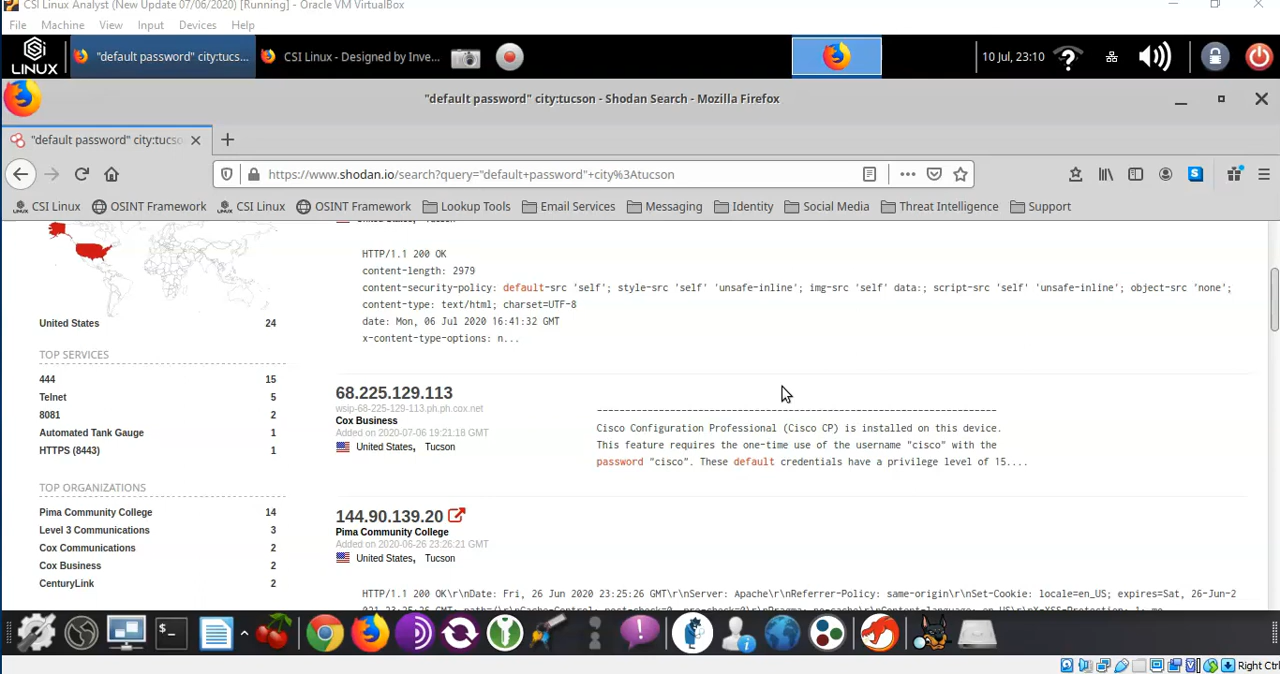 CSI Linux Analyst (New Update 07/06/2020) [Running] - Oracle VM VirtualBox
File Machine View Input Devices Help
CSI LINUX
"default password" city:tucs...
CSI Linux - Designed by Inve...
10 Jul, 23:10
"default password" city:tucson - Shodan Search - Mozilla Firefox
"default password" city:tucso
https://www.shodan.io/search?query="default+password"+city%3Atucson
CSI Linux OSINT Framework CSI Linux OSINT Framework Lookup Tools Email Services Messaging Identity Social Media Threat Intelligence Support
United States, Tucson
HTTP/1.1 200 OK
content-length: 2979
content-security-policy: default-src 'self'; style-src 'self' 'unsafe-inline'; img-src 'self' data:; script-src 'self' 'unsafe-inline'; object-src 'none';
content-type: text/html; charset=UTF-8
date: Mon, 06 Jul 2020 16:41:32 GMT
x-content-type-options: n...
United States 24
TOP SERVICES
444 15
Telnet 5
8081 2
Automated Tank Gauge 1
HTTPS (8443) 1
TOP ORGANIZATIONS
Pima Community College 14
Level 3 Communications 3
Cox Communications 2
Cox Business 2
CenturyLink 2
68.225.129.113
wsip-68-225-129-113.ph.ph.cox.net
Cox Business
Added on 2020-07-06 19:21:18 GMT
United States, Tucson
-----------------------------------------------------------------------
Cisco Configuration Professional (Cisco CP) is installed on this device.
This feature requires the one-time use of the username "cisco" with the
password "cisco". These default credentials have a privilege level of 15....
144.90.139.20
Pima Community College
Added on 2020-06-26 23:26:21 GMT
United States, Tucson
HTTP/1.1 200 OK\r\nDate: Fri, 26 Jun 2020 23:25:26 GMT\r\nServer: Apache\r\nReferrer-Policy: same-origin\r\nSet-Cookie: locale=en_US; expires=Sat, 26-Jun-2
Right Ctrl